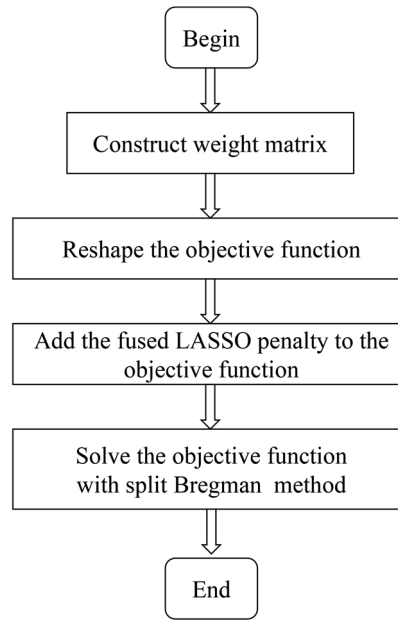 Begin
Construct weight matrix
Reshape the objective function
Add the fused LASSO penalty to the
objective function
Solve the objective function
with split Bregman method
End